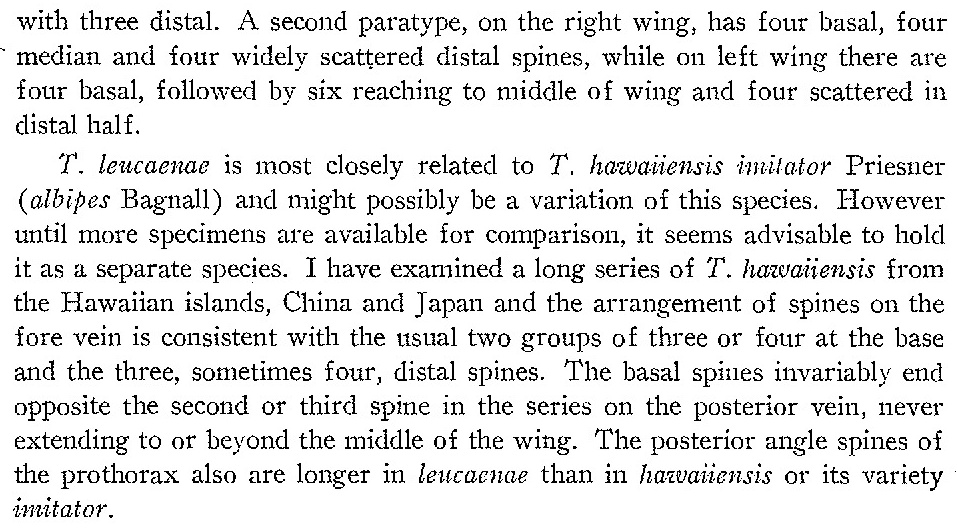 with three distal. A second paratype, on the right wing, has four basal, four
median and four widely scattered distal spines, while on left wing there are
four basal, followed by six reaching to middle of wing and four scattered in
distal half.
T. leucaenae is most closely related to T. hawaiiensis imitator Priesner
(albipes Bagnall) and might possibly be a variation of this species. However
until more specimens are available for comparison, it seems advisable to hold
it as a separate species. I have examined a long series of T. hawaiiensis from
the Hawaiian islands, China and Japan and the arrangement of spines on the
fore vein is consistent with the usual two groups of three or four at the base
and the three, sometimes four, distal spines. The basal spines invariably end
opposite the second or third spine in the series on the posterior vein, never
extending to or beyond the middle of the wing. The posterior angle spines of
the prothorax also are longer in leucaenae than in hawaiiensis or its variety
imitator.